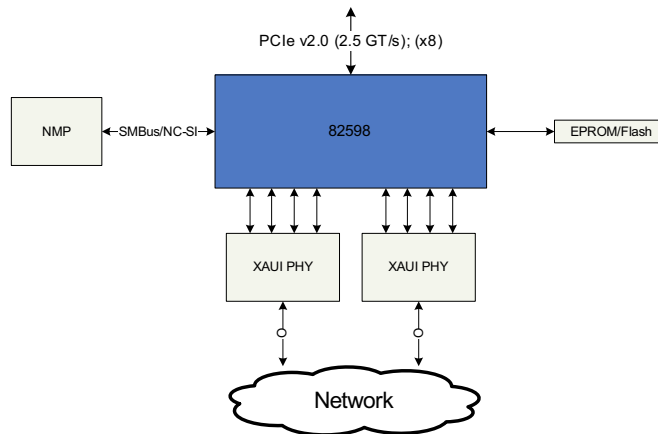 PCIe v2.0 (2.5 GT/s); (x8)
NMP
SMBus/NC-SI
82598
EPROM/Flash
XAUI PHY
XAUI PHY
Network